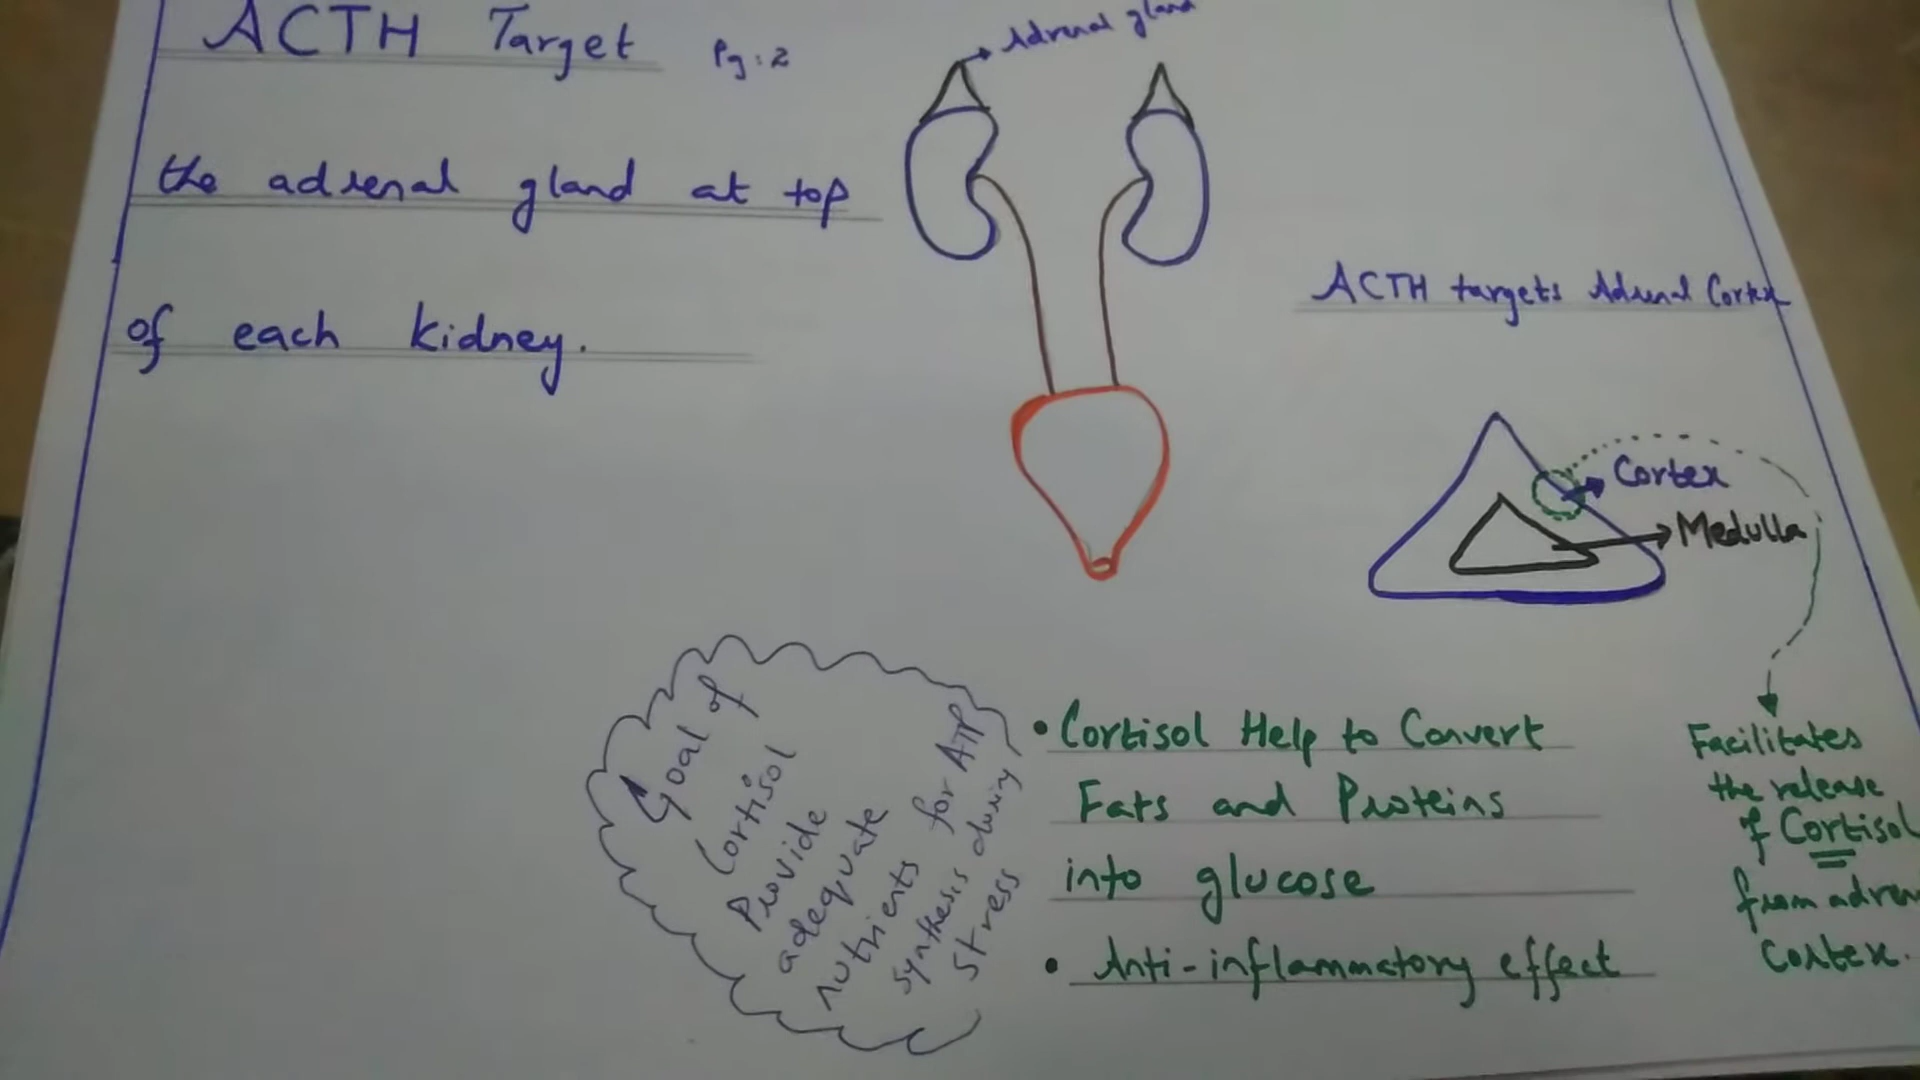 ACTH Target Pg: 2
the adrenal gland at top
of each kidney.
Adrenal gland
ACTH targets Adrenal Cortex
Cortex
Medulla
Goal of
Cortisol
Provide
adequate
nutrients for ATP
synthesis during
stress
• Cortisol Help to Convert
Fats and Proteins
into glucose
• Anti-inflammatory effect
Facilitates
the release
of Cortisol
from adren
Cortex.